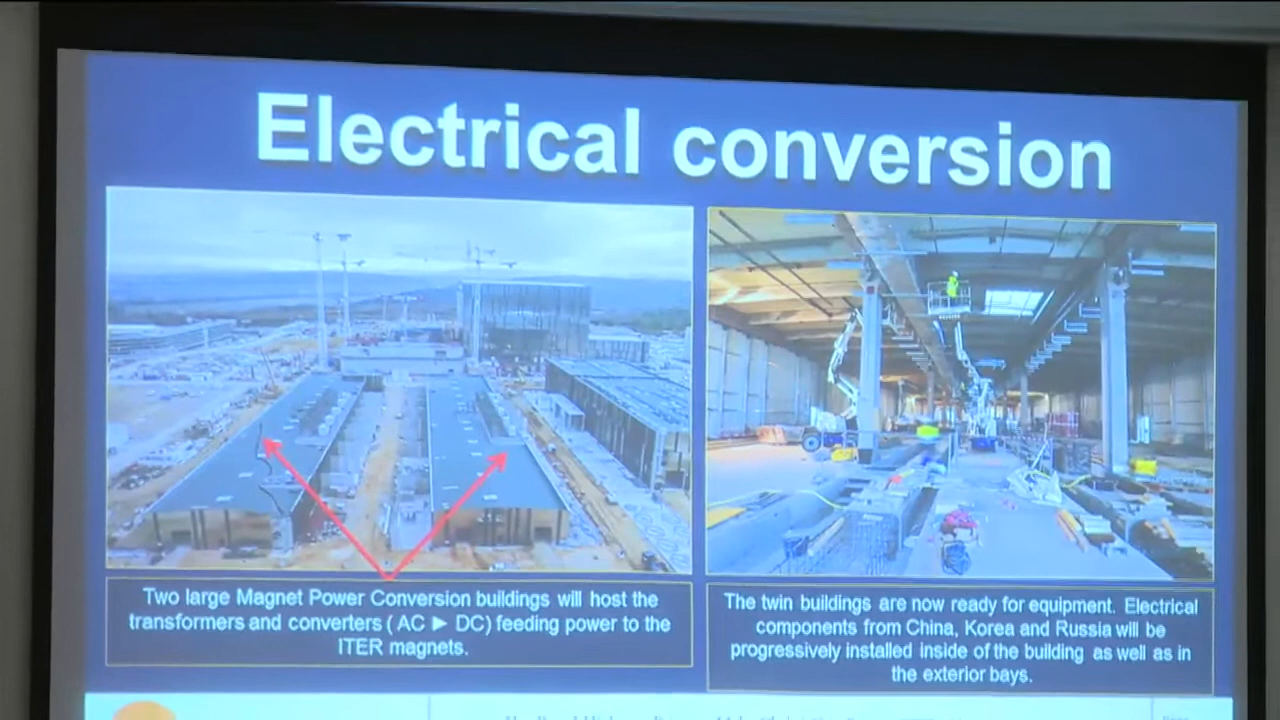 Electrical conversion
Two large Magnet Power Conversion buildings will host the
transformers and converters ( AC ► DC) feeding power to the
ITER magnets.
The twin buildings are now ready for equipment. Electrical
components from China, Korea and Russia will be
progressively installed inside of the building as well as in
the exterior bays.